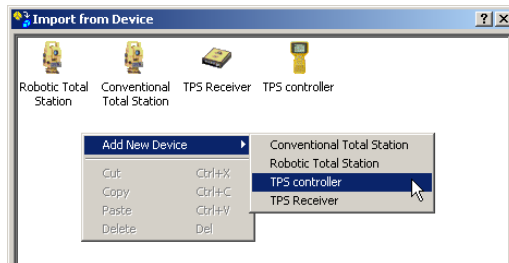 Import from Device
Robotic Total Station
Conventional Total Station
TPS Receiver
TPS controller
Add New Device
Cut Ctrl+X
Copy Ctrl+C
Paste Ctrl+V
Delete Del
Conventional Total Station
Robotic Total Station
TPS controller
TPS Receiver